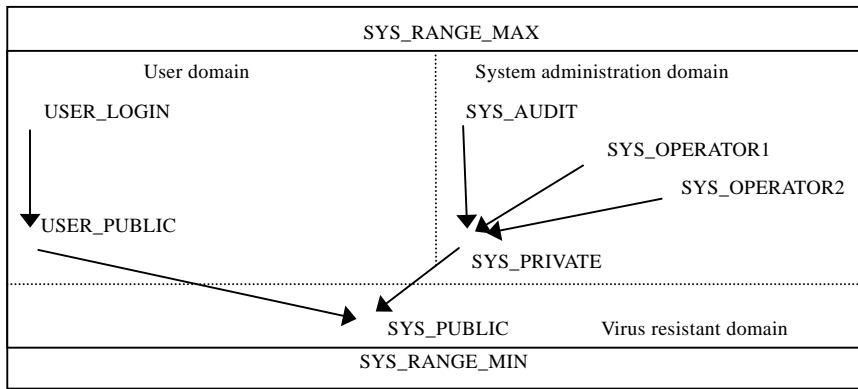 SYS_RANGE_MAX
User domain
System administration domain
USER_LOGIN
SYS_AUDIT
SYS_OPERATOR1
SYS_OPERATOR2
USER_PUBLIC
SYS_PRIVATE
SYS_PUBLIC
Virus resistant domain
SYS_RANGE_MIN